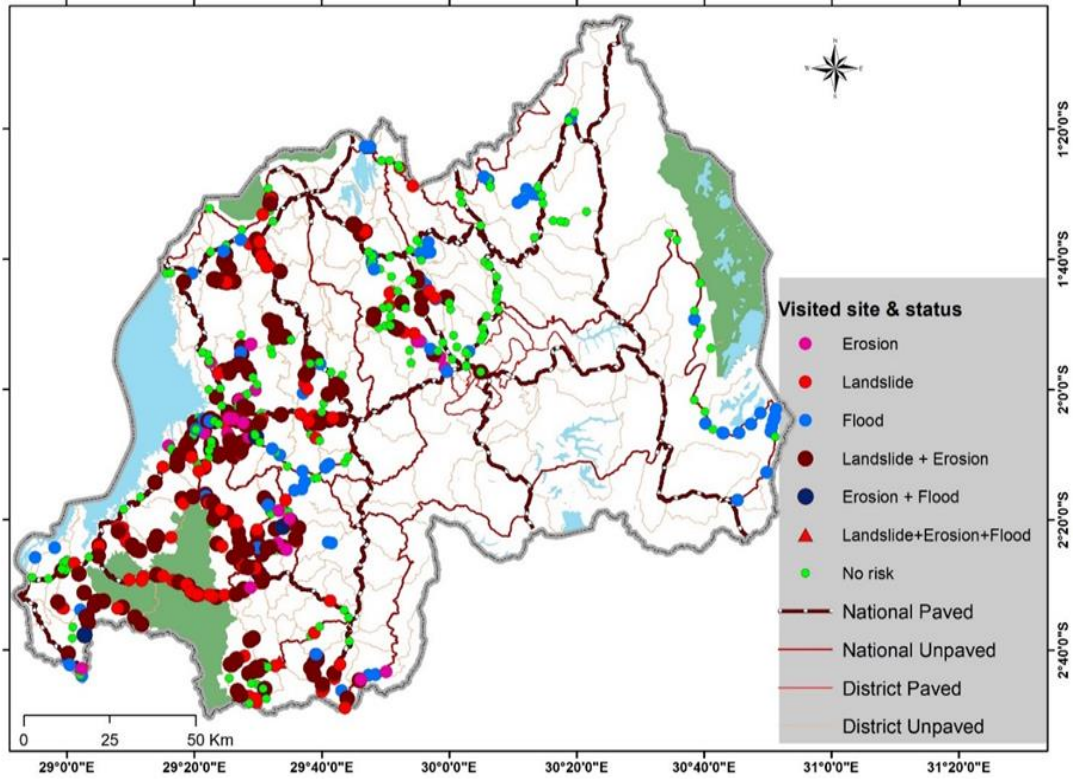 N
W E
S
1°20'0"S
1°40'0"S
2°0'0"S
2°20'0"S
2°40'0"S
Visited site & status
Erosion
Landslide
Flood
Landslide + Erosion
Erosion + Flood
Landslide+Erosion+Flood
No risk
National Paved
National Unpaved
District Paved
District Unpaved
0 25 50 Km
29°0'0"E 29°20'0"E 29°40'0"E 30°0'0"E 30°20'0"E 30°40'0"E 31°0'0"E 31°20'0"E